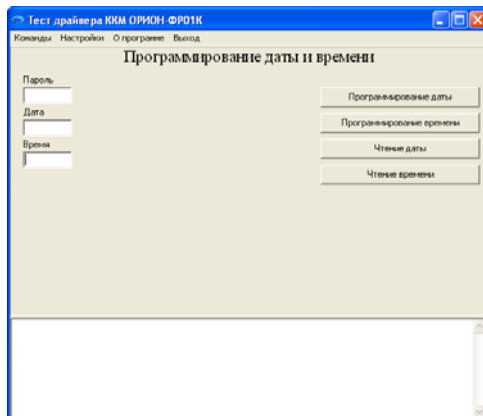 Тест драйвера ККМ ОРИОН-ФР01К
Команды Настройки О програмне Выход
Программирование даты и времени
Пароль
Дата
Время
Программирование даты
Программирование времени
Чтение даты
Чтение времени